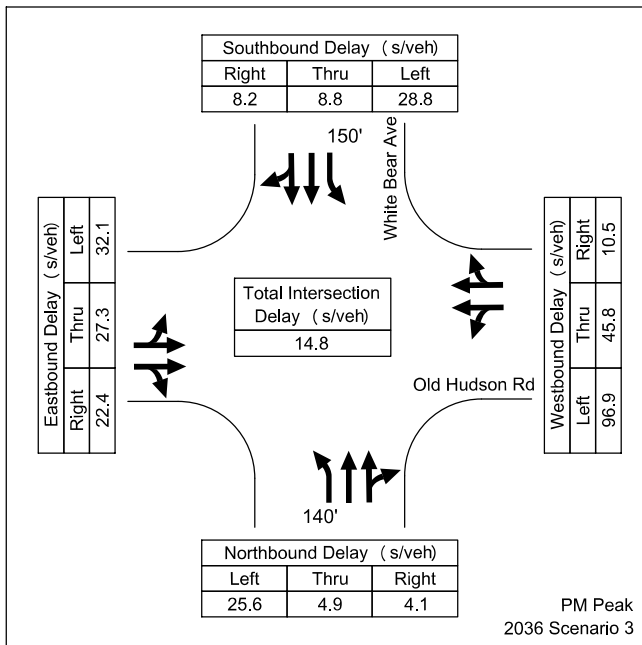 Southbound Delay (s/veh)
Right Thru Left
8.2 8.8 28.8
150'
White Bear Ave
Eastbound Delay (s/veh)
Left Thru Right
32.1 27.3 22.4
Total Intersection
Delay (s/veh)
14.8
Westbound Delay (s/veh)
Right Thru Left
10.5 45.8 96.9
Old Hudson Rd
140'
Northbound Delay (s/veh)
Left Thru Right
25.6 4.9 4.1
PM Peak
2036 Scenario 3